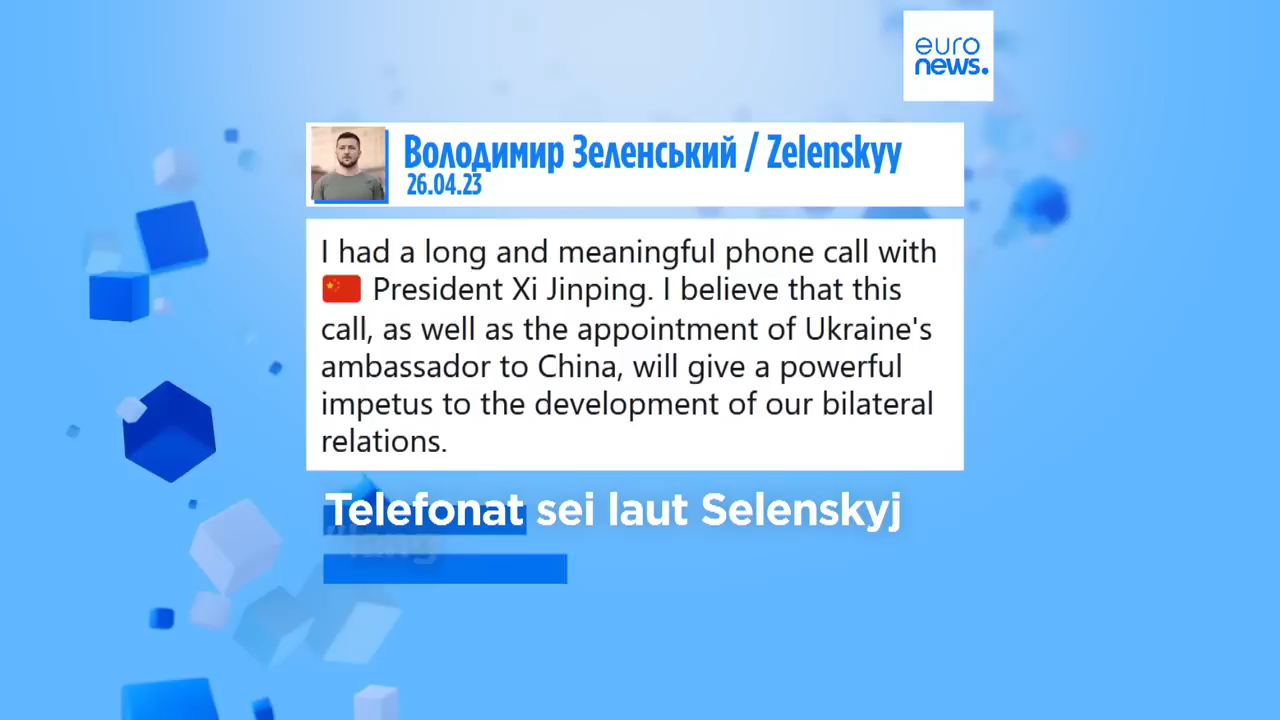 euro
news.
Володимир Зеленський / Zelenskyy
26.04.23
I had a long and meaningful phone call with
President Xi Jinping. I believe that this
call, as well as the appointment of Ukraine's
ambassador to China, will give a powerful
impetus to the development of our bilateral
relations.
Telefonat sei laut Selenskyj
"lang